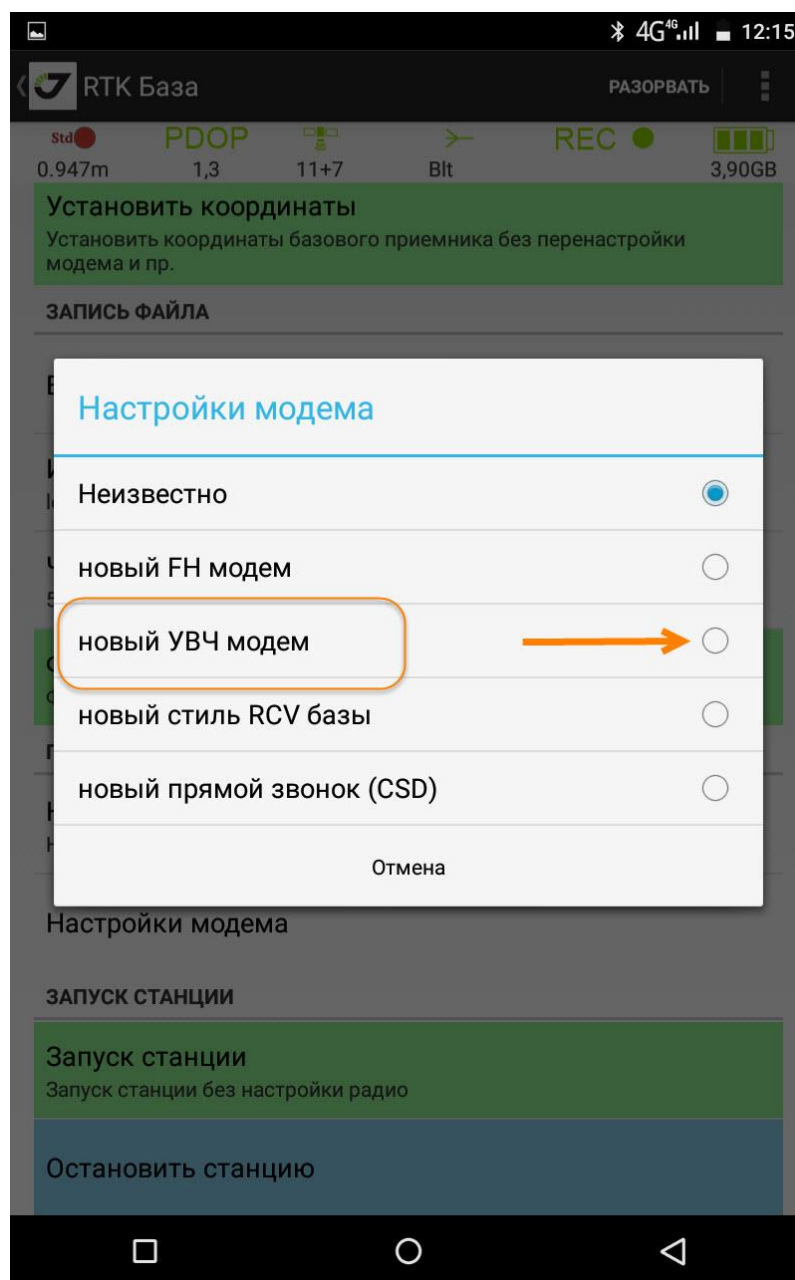 4G 4G 12:15
RTK База РАЗОРВАТЬ
Std PDOP REC
0.947m 1,3 11+7 Blt 3,90GB
Установить координаты
Установить координаты базового приемника без перенастройки
модема и пр.
ЗАПИСЬ ФАЙЛА
Настройки модема
Неизвестно
новый FH модем
новый УВЧ модем
новый стиль RCV базы
новый прямой звонок (CSD)
Отмена
Настройки модема
ЗАПУСК СТАНЦИИ
Запуск станции
Запуск станции без настройки радио
Остановить станцию